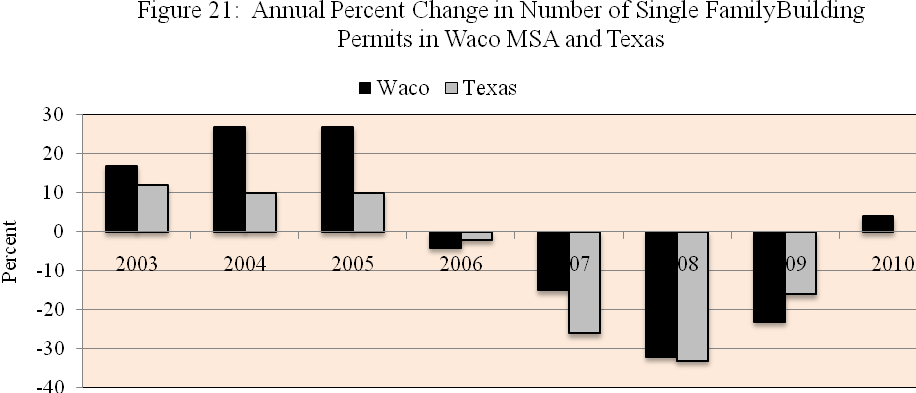 Figure 21: Annual Percent Change in Number of Single FamilyBuilding
Permits in Waco MSA and Texas
Waco Texas
30
20
10
0
-10
-20
-30
-40
Percent
2003 2004 2005 2006 07 08 09 2010